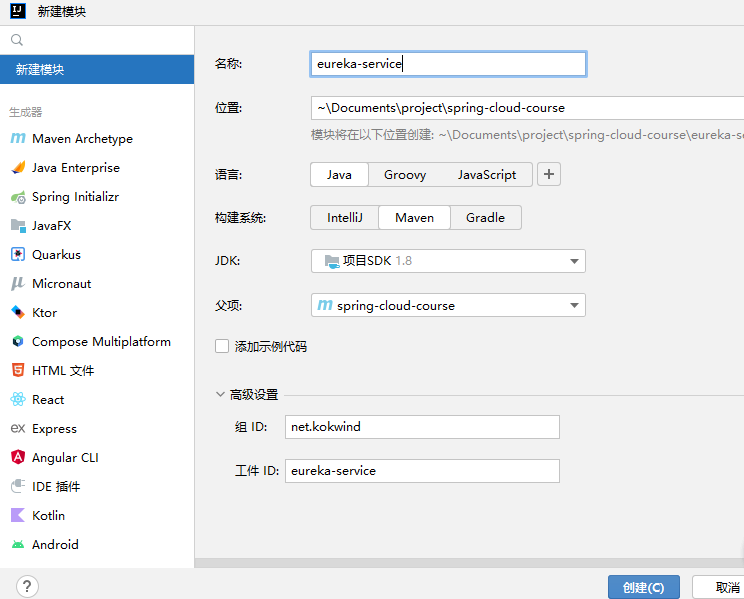 新建模块
新建模块
生成器
Maven Archetype
Java Enterprise
Spring Initializr
JavaFX
Quarkus
Micronaut
Ktor
Compose Multiplatform
HTML 文件
React
Express
Angular CLI
IDE 插件
Kotlin
Android
名称: eureka-service
位置: ~\Documents\project\spring-cloud-course
模块将在以下位置创建: ~\Documents\project\spring-cloud-course\eureka-se
语言: Java Groovy JavaScript +
构建系统: IntelliJ Maven Gradle
JDK: 项目SDK 1.8
父项: spring-cloud-course
添加示例代码
高级设置
组 ID: net.kokwind
工件 ID: eureka-service
? 创建(C) 取消